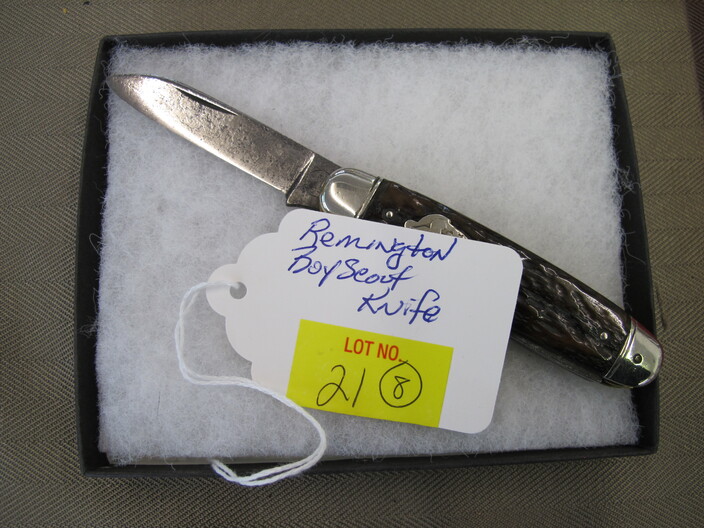 Remington
Boy Scout
Knife
LOT NO.
21 8